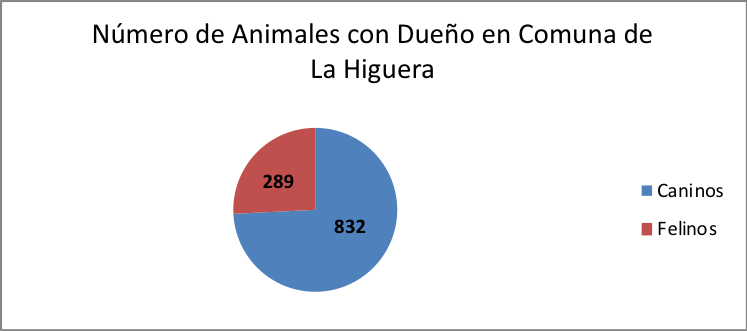 Número de Animales con Dueño en Comuna de
La Higuera
289
832
Caninos
Felinos